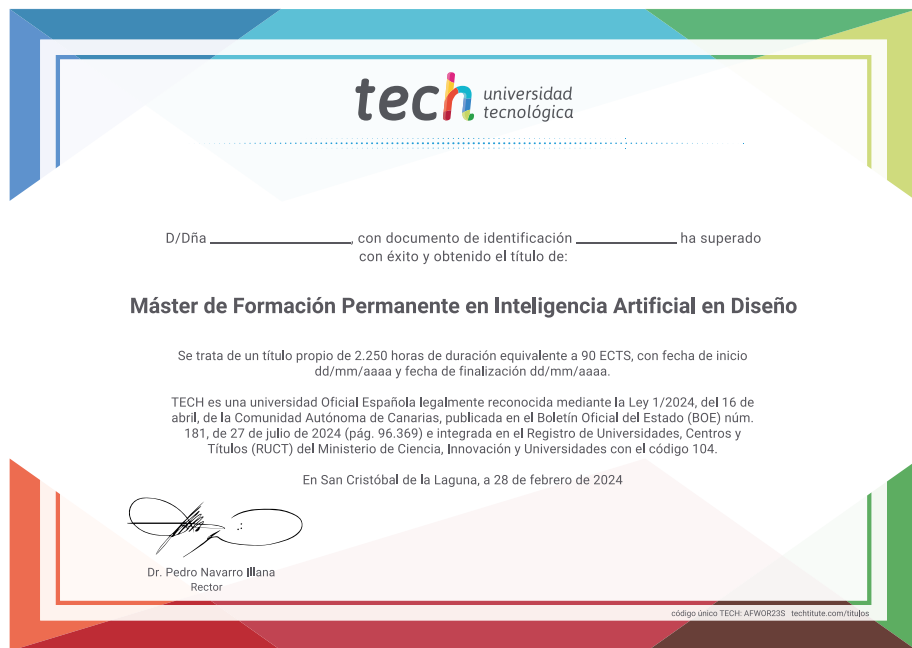 tech universidad
tecnológica
D/Dña ______________, con documento de identificación __________ ha superado
con éxito y obtenido el título de:
Máster de Formación Permanente en Inteligencia Artificial en Diseño
Se trata de un título propio de 2.250 horas de duración equivalente a 90 ECTS, con fecha de inicio
dd/mm/aaaa y fecha de finalización dd/mm/aaaa.
TECH es una universidad Oficial Española legalmente reconocida mediante la Ley 1/2024, del 16 de
abril, de la Comunidad Autónoma de Canarias, publicada en el Boletín Oficial del Estado (BOE) núm.
181, de 27 de julio de 2024 (pág. 96.369) e integrada en el Registro de Universidades, Centros y
Títulos (RUCT) del Ministerio de Ciencia, Innovación y Universidades con el código 104.
En San Cristóbal de la Laguna, a 28 de febrero de 2024
Dr. Pedro Navarro Illana
Rector
código único TECH: AFWOR23S techtitute.com/titulos